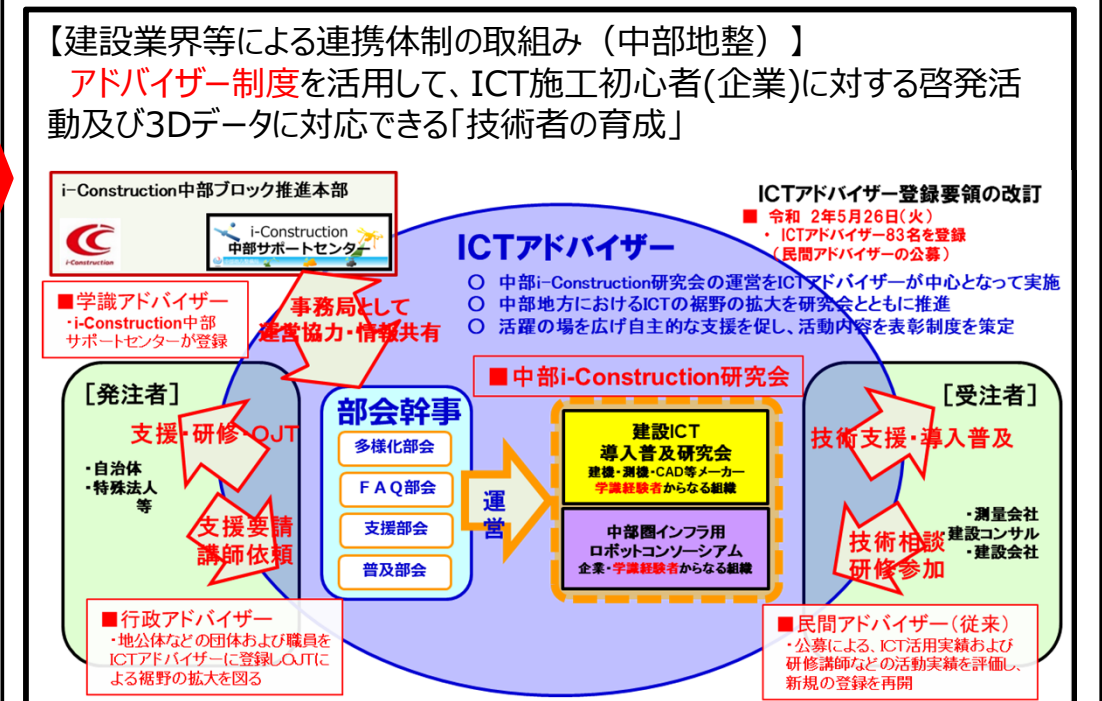 【建設業界等による連携体制の取組み（中部地整）】
アドバイザー制度を活用して、ICT施工初心者(企業)に対する啓発活
動及び3Dデータに対応できる「技術者の育成」
i-Construction中部ブロック推進本部
i-Construction
i-Construction
中部サポートセンター
ICTアドバイザー登録要領の改訂
■ 令和 2年5月26日(火)
・ ICTアドバイザー83名を登録
（民間アドバイザーの公募）
ICTアドバイザー
○ 中部i-Construction研究会の運営をICTアドバイザーが中心となって実施
○ 中部地方におけるICTの裾野の拡大を研究会とともに推進
○ 活躍の場を広げ自主的な支援を促し、活動内容を表彰制度を策定
■学識アドバイザー
・i-Construction中部
サポートセンターが登録
事務局として
運営協力・情報共有
■中部i-Construction研究会
［発注者］
支援・研修・OJT
・自治体
・特殊法人
等
支援要請
講師依頼
部会幹事
多様化部会
FAQ部会
支援部会
普及部会
運営
建設ICT
導入普及研究会
建機・測機・CAD等メーカー
学識経験者からなる組織
中部圏インフラ用
ロボットコンソーシアム
企業・学識経験者からなる組織
［受注者］
技術支援・導入普及
・測量会社
建設コンサル
・建設会社
技術相談
研修参加
■行政アドバイザー
・地公体などの団体および職員を
ICTアドバイザーに登録しOJTに
よる裾野の拡大を図る
■民間アドバイザー（従来）
・公募による、ICT活用実績および
研修講師などの活動実績を評価し、
新規の登録を再開